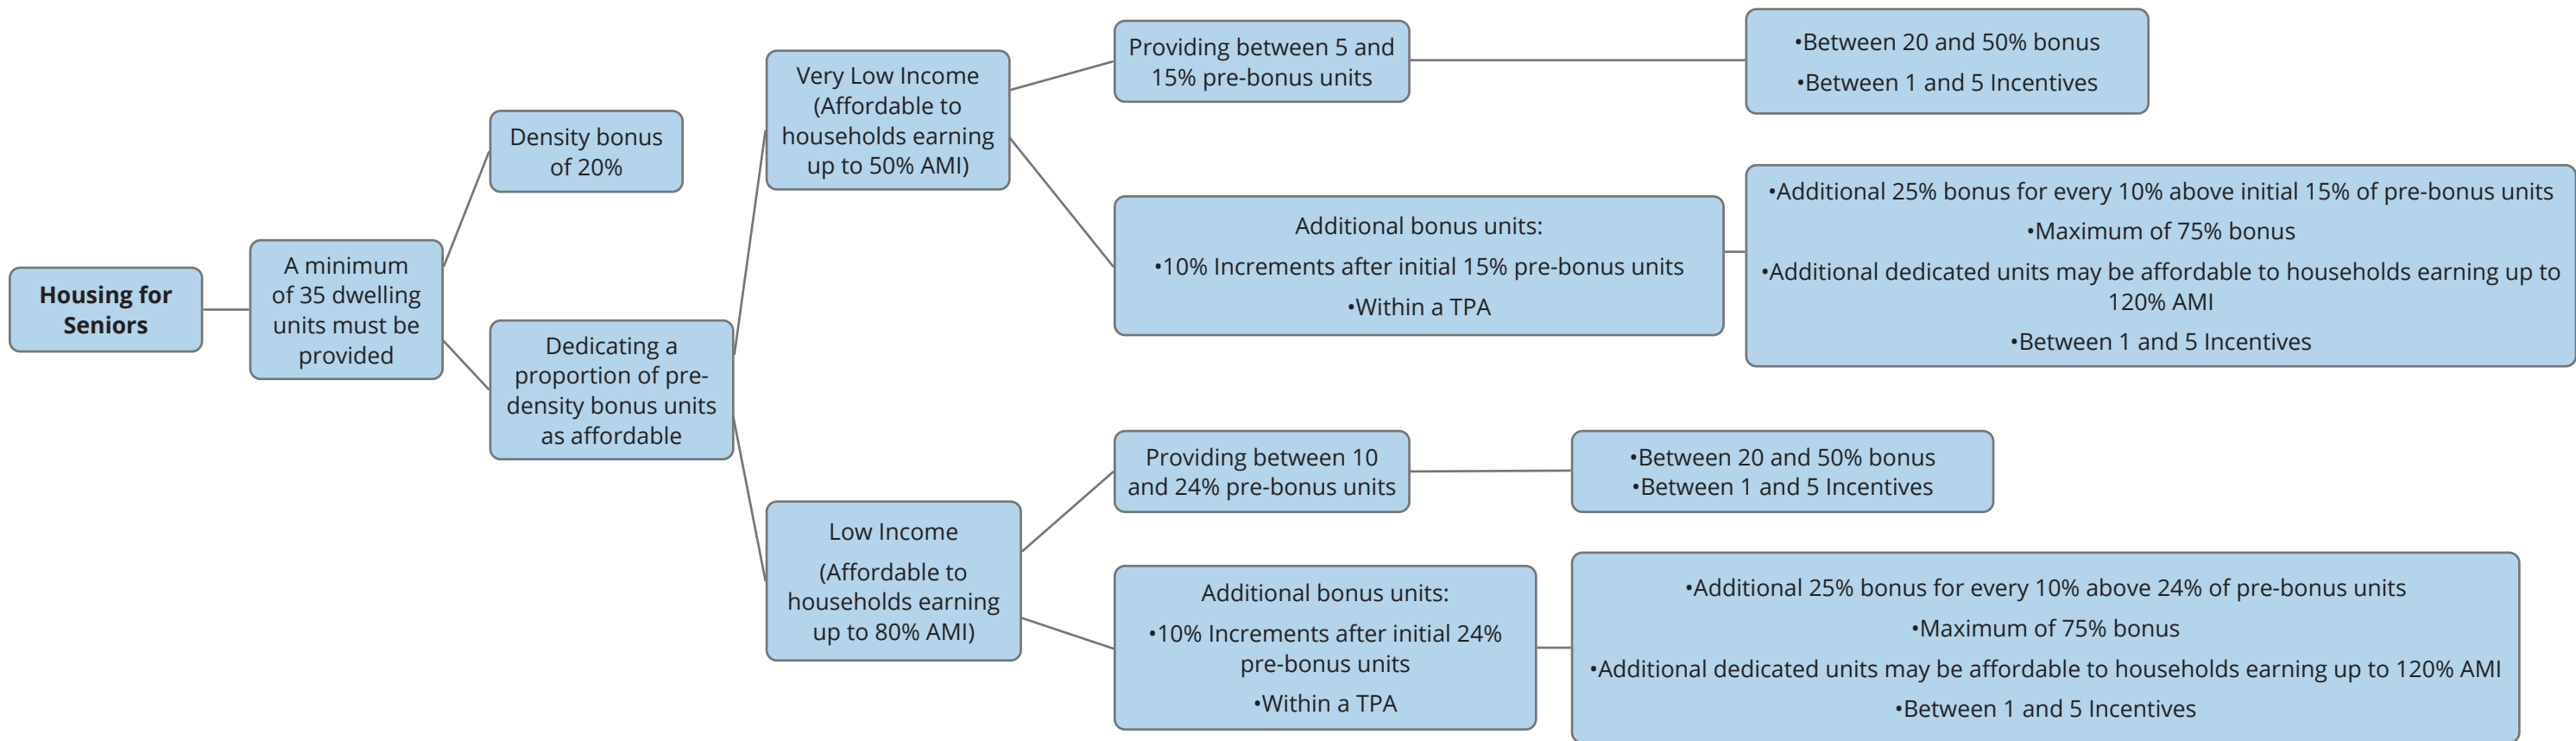 Housing for
Seniors
A minimum
of 35 dwelling
units must be
provided
Density bonus
of 20%
Dedicating a
proportion of pre-
density bonus units
as affordable
Very Low Income
(Affordable to
households earning
up to 50% AMI)
Providing between 5 and
15% pre-bonus units
•Between 20 and 50% bonus
•Between 1 and 5 Incentives
Additional bonus units:
•10% Increments after initial 15% pre-bonus units
•Within a TPA
•Additional 25% bonus for every 10% above initial 15% of pre-bonus units
•Maximum of 75% bonus
•Additional dedicated units may be affordable to households earning up to
120% AMI
•Between 1 and 5 Incentives
Low Income
(Affordable to
households earning
up to 80% AMI)
Providing between 10
and 24% pre-bonus units
•Between 20 and 50% bonus
•Between 1 and 5 Incentives
Additional bonus units:
•10% Increments after initial 24%
pre-bonus units
•Within a TPA
•Additional 25% bonus for every 10% above 24% of pre-bonus units
•Maximum of 75% bonus
•Additional dedicated units may be affordable to households earning up to 120% AMI
•Between 1 and 5 Incentives